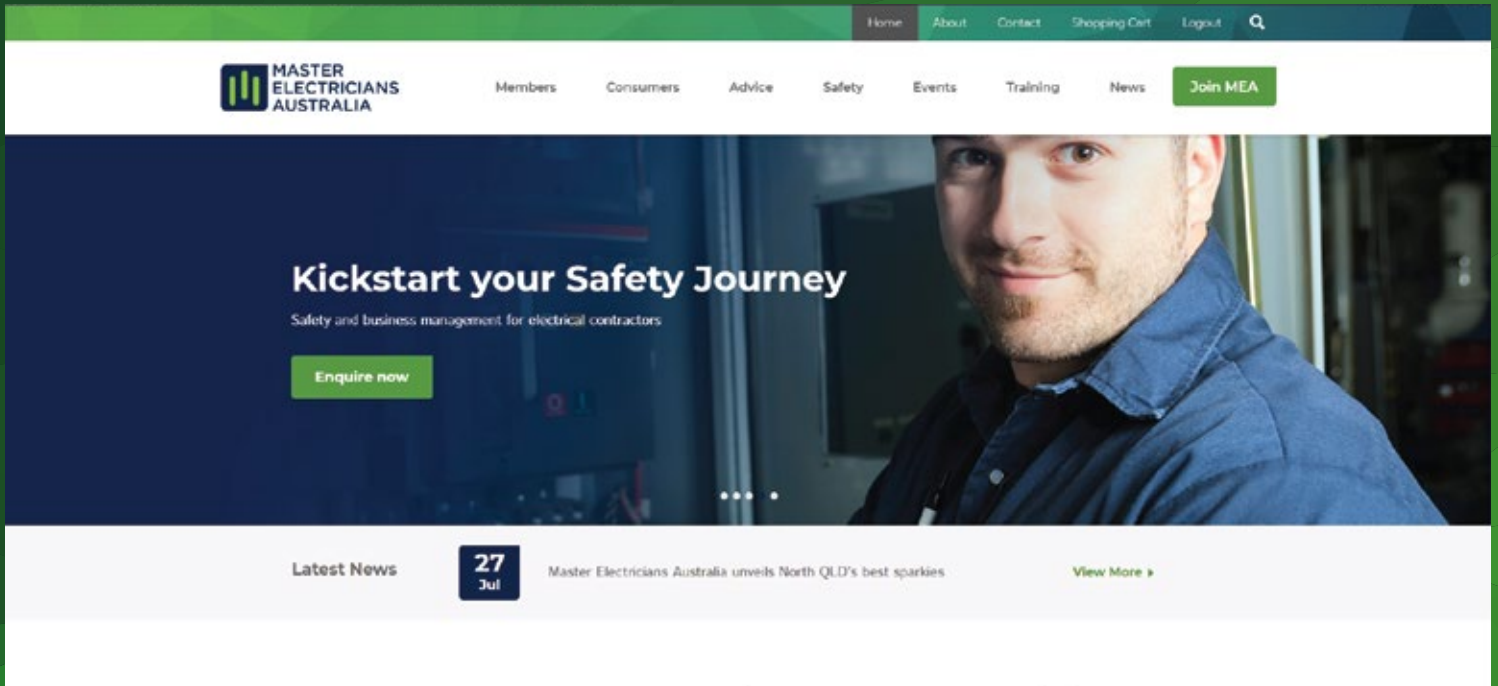 Home About Contact Shopping Cart Logout
MASTER
ELECTRICIANS
AUSTRALIA
Members Consumers Advice Safety Events Training News Join MEA
Kickstart your Safety Journey
Safety and business management for electrical contractors
Enquire now
Latest News
27
Jul
Master Electricians Australia unveils North QLD's best sparkies
View More